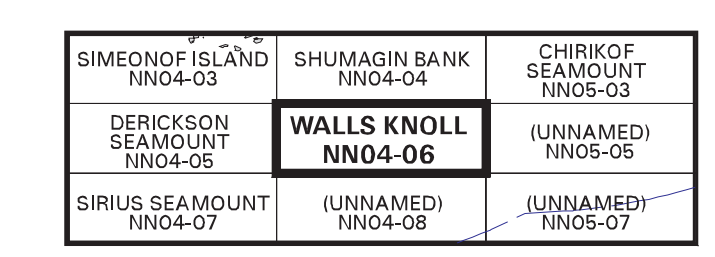 SIMEONOF ISLAND
NN04-03
SHUMAGIN BANK
NN04-04
CHIRIKOF
SEAMOUNT
NN05-03
DERICKSON
SEAMOUNT
NN04-05
WALLS KNOLL
NN04-06
(UNNAMED)
NN05-05
SIRIUS SEAMOUNT
NN04-07
(UNNAMED)
NN04-08
(UNNAMED)
NN05-07